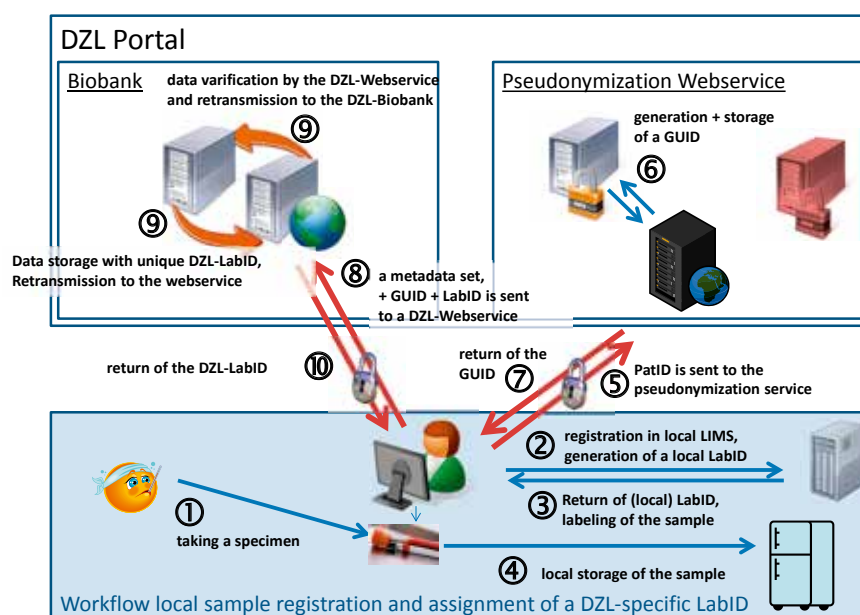 DZL Portal
Biobank
data varification by the DZL-Webservice
and retransmission to the DZL-Biobank
⑨
⑨
Data storage with unique DZL-LabID,
Retransmission to the webservice
Pseudonymization Webservice
generation + storage
of a GUID
⑥
⑧
a metadata set,
+ GUID + LabID is sent
to a DZL-Webservice
return of the DZL-LabID
⑩
return of the
GUID
⑦
⑤
PatID is sent to the
pseudonymization service
②
registration in local LIMS,
generation of a local LabID
③
Return of (local) LabID,
labeling of the sample
①
taking a specimen
④
local storage of the sample
Workflow local sample registration and assignment of a DZL-specific LabID